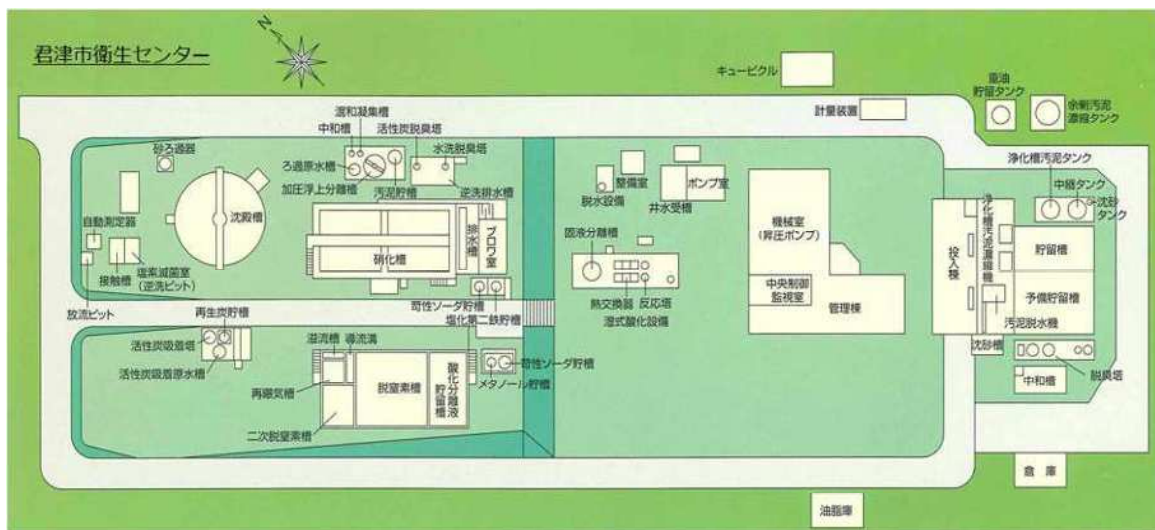 君津市衛生センター
N
キュービクル
計量装置
重油
貯留タンク
余剰汚泥
濃縮タンク
混和凝集槽
中和槽
活性炭脱臭塔
砂ろ過器
水洗脱臭塔
ろ過原水槽
加圧浮上分離槽
汚泥貯槽
逆洗排水槽
沈殿槽
自動測定器
接触槽
塩素滅菌室
(逆洗ピット)
放流ピット
硝化槽
排水槽
ブロワ室
苛性ソーダ貯槽
塩化第二鉄貯槽
整備室
脱水設備
ポンプ室
井水受槽
固液分離槽
熱交換器
反応塔
湿式酸化設備
機械室
(昇圧ポンプ)
中央制御
監視室
管理棟
浄化槽汚泥タンク
中継タンク
沈砂
タンク
浄化槽汚泥濃縮機
投入棟
貯留槽
予備貯留槽
汚泥脱水機
沈砂槽
脱臭塔
中和槽
再生炭貯槽
活性炭吸着塔
活性炭吸着原水槽
溢流槽
導流溝
再曝気槽
二次脱窒素槽
脱窒素槽
酸化分離液
貯留槽
苛性ソーダ貯槽
メタノール貯槽
倉庫
油脂庫